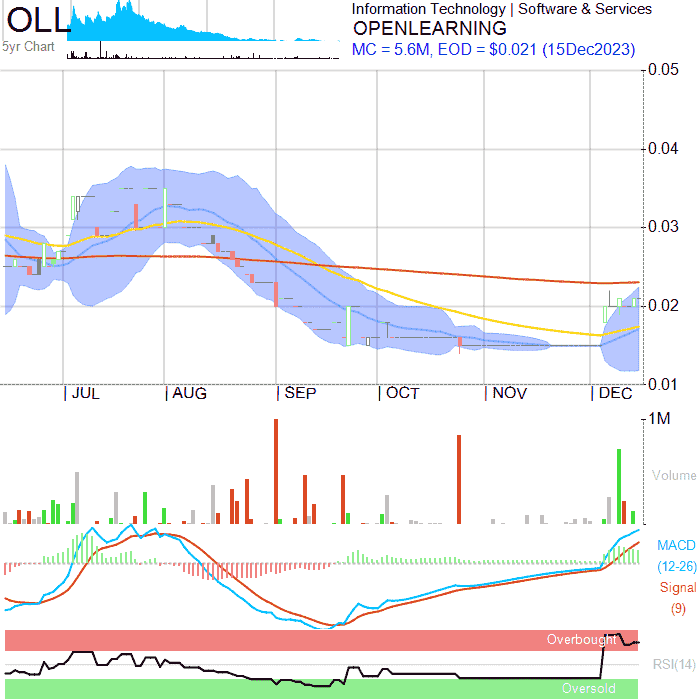 OLL
5yr Chart
Information Technology | Software & Services
OPENLEARNING
MC = 5.6M, EOD = $0.021 (15Dec2023)
0.05
0.04
0.03
0.02
0.01
JUL AUG SEP OCT NOV DEC
1M
Volume
MACD
(12-26)
Signal
(9)
Overbought
RSI(14)
Oversold